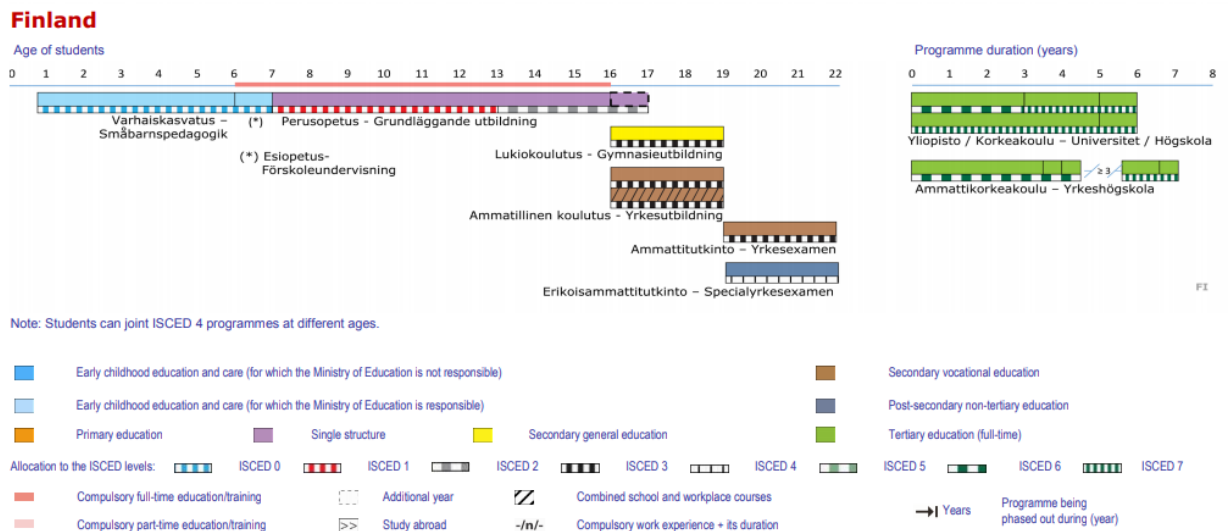 Finland
Age of students
Programme duration (years)
0 1 2 3 4 5 6 7 8 9 10 11 12 13 14 15 16 17 18 19 20 21 22
0 1 2 3 4 5 6 7 8
Varhaiskasvatus –
Småbarnspedagogik
(*)
Perusopetus - Grundläggande utbildning
(*) Esiopetus-
Förskoleundervisning
Lukiokoulutus - Gymnasieutbildning
Ammatillinen koulutus - Yrkesutbildning
Ammattitutkinto – Yrkesexamen
Erikoisammattitutkinto – Specialyrkesexamen
Yliopisto / Korkeakoulu – Universitet / Högskola
≥ 3
Ammattikorkeakoulu – Yrkeshögskola
FI
Note: Students can joint ISCED 4 programmes at different ages.
Early childhood education and care (for which the Ministry of Education is not responsible)
Secondary vocational education
Early childhood education and care (for which the Ministry of Education is responsible)
Post-secondary non-tertiary education
Primary education
Single structure
Secondary general education
Tertiary education (full-time)
Allocation to the ISCED levels: ISCED 0 ISCED 1 ISCED 2 ISCED 3 ISCED 4 ISCED 5 ISCED 6 ISCED 7
Compulsory full-time education/training
Additional year
Combined school and workplace courses
Years
Programme being
phased out during (year)
Compulsory part-time education/training
>> Study abroad
-/n/- Compulsory work experience + its duration